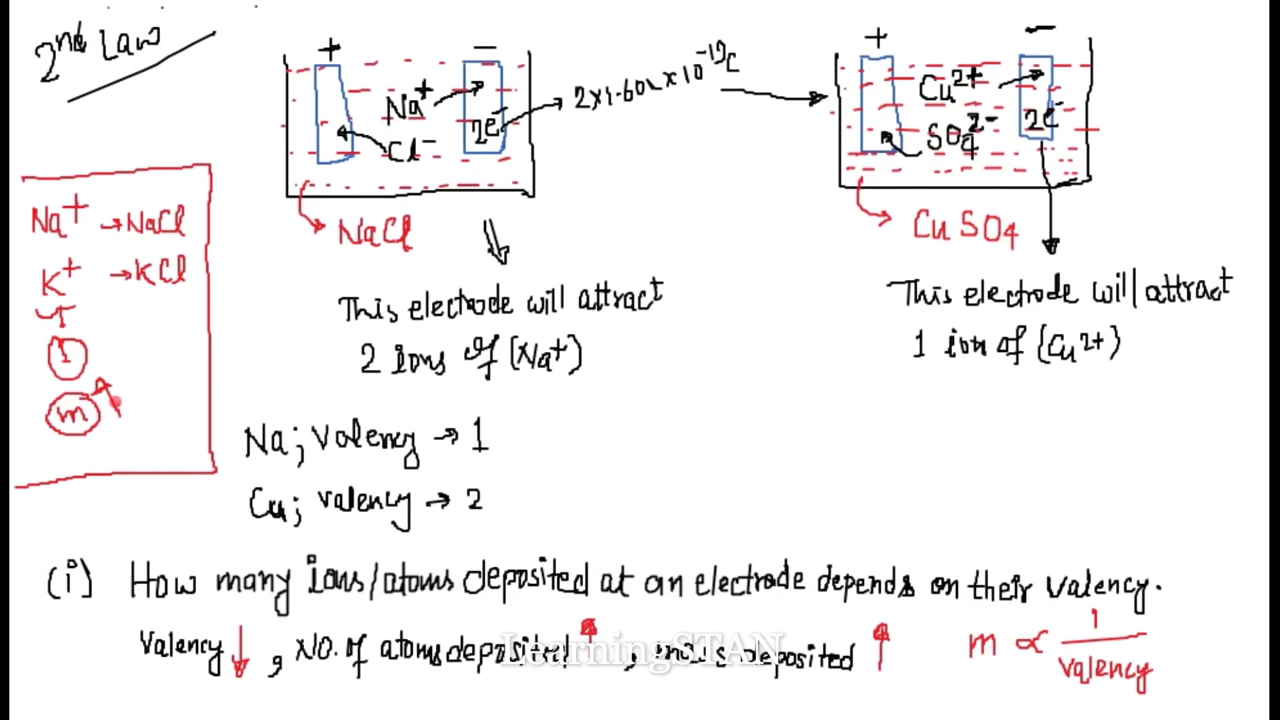 2nd Law
+ −
Na+
2e−
Cl−
NaCl
2×1.602×10−19C
+ −
Cu2+
2e−
SO42−
CuSO4
Na+ → NaCl
K+ → KCl
1
m
This electrode will attract
2 ions of (Na+)
This electrode will attract
1 ion of (Cu2+)
Na; valency → 1
Cu; valency → 2
(i) How many ions/atoms deposited at an electrode depends on their valency.
Valency ↓, No. of atoms deposited ↑, deposited ↑ m ∝ 1/valency
LearningSTAN